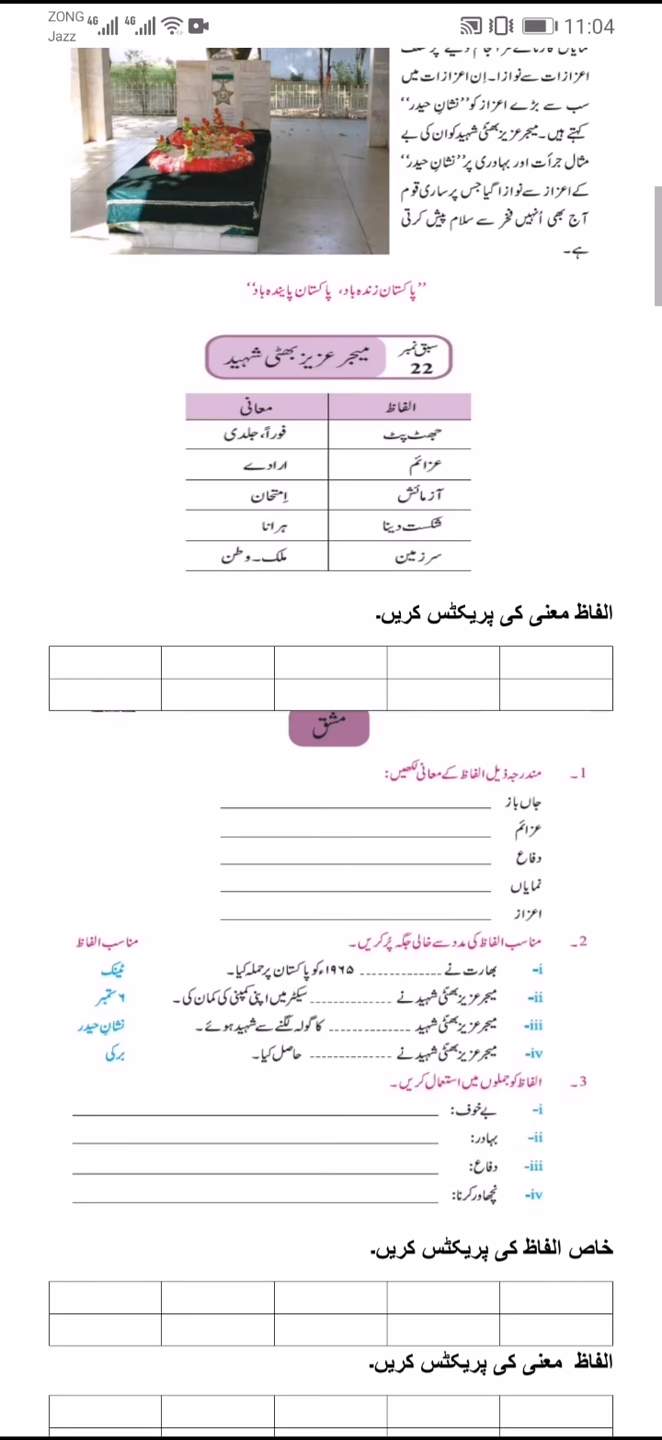 ZONG 4G 4G 11:04
Jazz
اعزازات سے نوازا۔ اِن اعزازات میں
سب سے بڑے اعزاز کو ”نشانِ حیدر“
کہتے ہیں۔ میجر عزیز بھٹی شہید کو ان کی بے
مثال جرأت اور بہادری پر ”نشانِ حیدر“
کے اعزاز سے نوازا گیا جس پر ساری قوم
آج بھی اُنہیں فخر سے سلام پیش کرتی
ہے۔
”پاکستان زندہ باد، پاکستان پایندہ باد“
سبق نمبر 22 میجر عزیز بھٹی شہید
الفاظ معانی
جھٹ پٹ فوراً، جلدی
عزائم ارادے
آزمائش اِمتحان
شکست دینا ہرانا
سرزمین ملک۔ وطن
الفاظ معنی کی پریکٹس کریں۔
مشق
1۔ مندرجہ ذیل الفاظ کے معانی لکھیں:
جاں باز
عزائم
دفاع
نمایاں
اعزاز
2۔ مناسب الفاظ کی مدد سے خالی جگہ پُر کریں۔ مناسب الفاظ
i- بھارت نے ______ ۱۹۶۵ء کو پاکستان پر حملہ کیا۔ ٹینک
ii- میجر عزیز بھٹی شہید نے ______ سیکٹر میں اپنی کمپنی کی کمان کی۔ ۶ ستمبر
iii- میجر عزیز بھٹی شہید ______ کا گولہ لگنے سے شہید ہوئے۔ نشانِ حیدر
iv- میجر عزیز بھٹی شہید نے ______ حاصل کیا۔ برکی
3۔ الفاظ کو جملوں میں استعمال کریں۔
i- بے خوف:
ii- بہادر:
iii- دفاع:
iv- نچھاور کرنا:
خاص الفاظ کی پریکٹس کریں۔
الفاظ معنی کی پریکٹس کریں۔